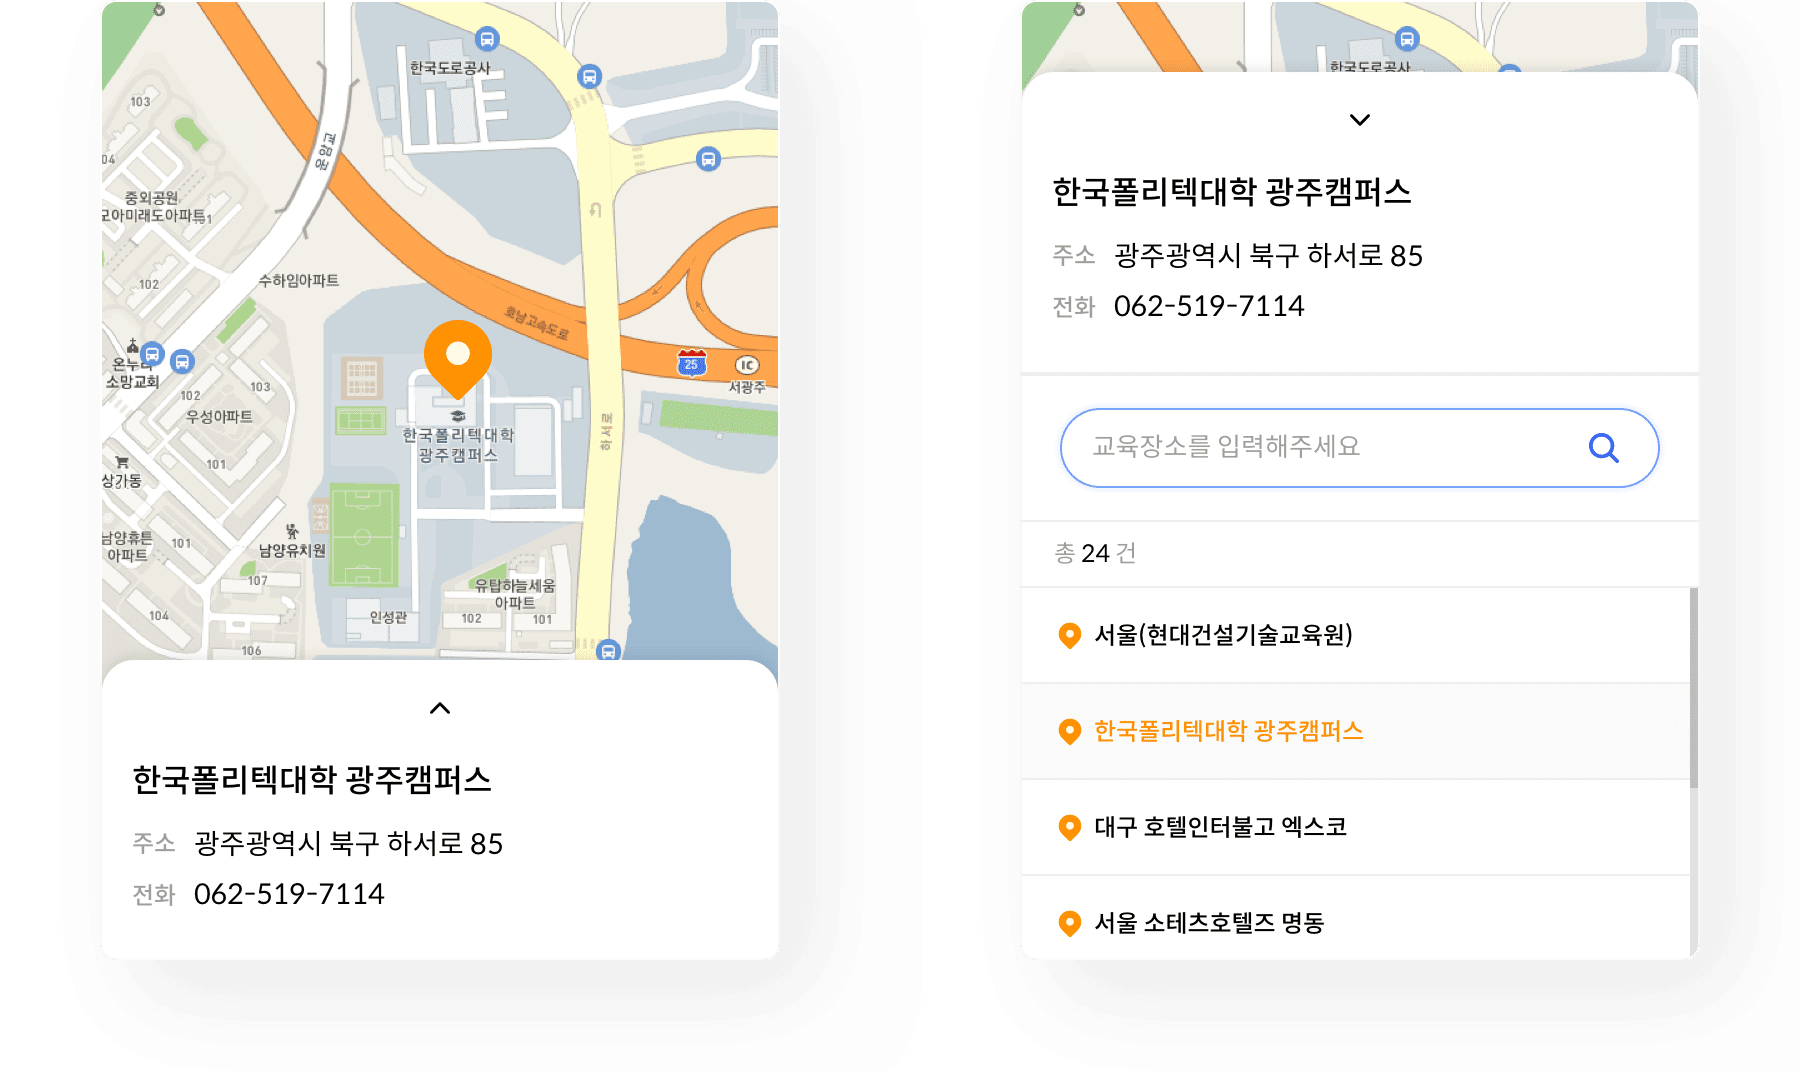 한국도로공사
103
운암교
04
중외공원
모아미래도아파트
102
수하임아파트
호남고속도로
25
IC
서광주
온누리
소망교회
102
103
우성아파트
101
한국폴리텍대학
광주캠퍼스
하서로
상가동
남양휴튼
아파트
101
남양유치원
107
유탑하늘세움
아파트
104
인성관
102
101
106
한국폴리텍대학 광주캠퍼스
주소 광주광역시 북구 하서로 85
전화 062-519-7114
한국도로공사
한국폴리텍대학 광주캠퍼스
주소 광주광역시 북구 하서로 85
전화 062-519-7114
교육장소를 입력해주세요
총 24 건
서울(현대건설기술교육원)
한국폴리텍대학 광주캠퍼스
대구 호텔인터불고 엑스코
서울 소테츠호텔즈 명동